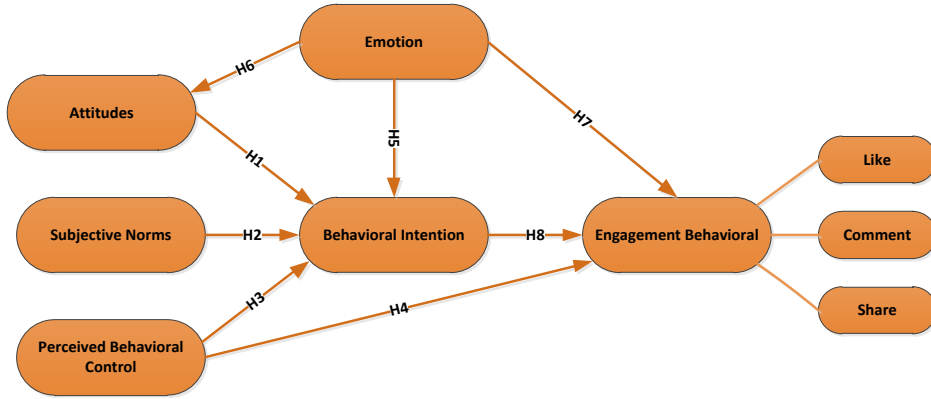 Emotion
H6
Attitudes
H7
H5
H1
Like
Subjective Norms
H2
Behavioral Intention
H8
Engagement Behavioral
Comment
H3
H4
Share
Perceived Behavioral
Control